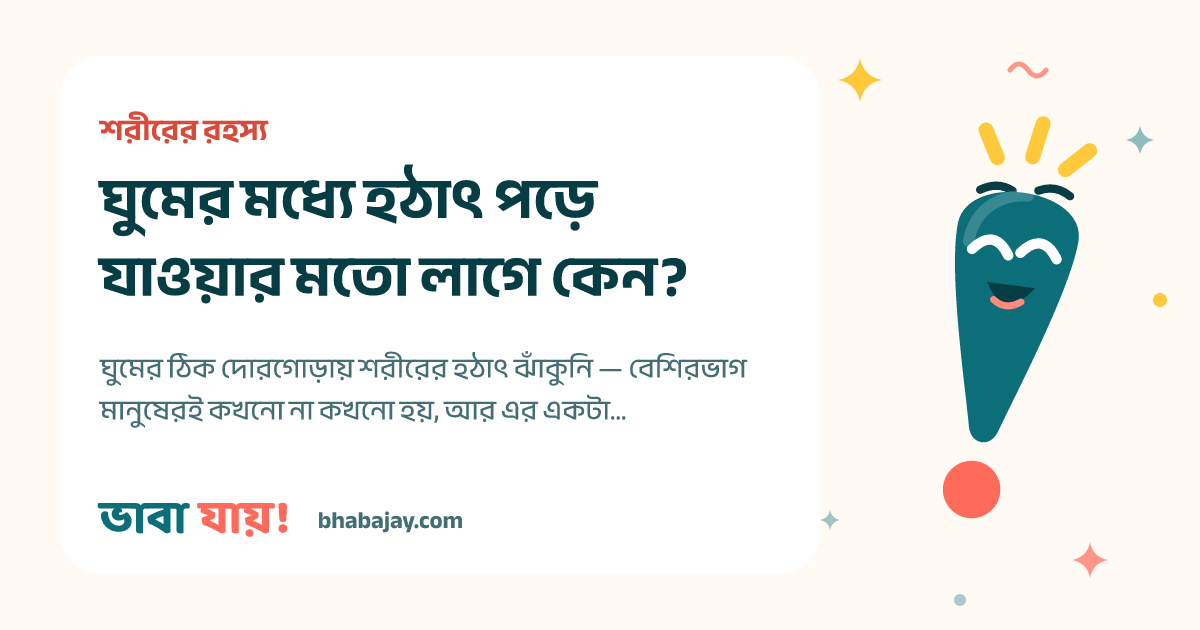 শরীরের রহস্য
ঘুমের মধ্যে হঠাৎ পড়ে
যাওয়ার মতো লাগে কেন?
ঘুমের ঠিক দোরগোড়ায় শরীরের হঠাৎ ঝাঁকুনি — বেশিরভাগ
মানুষেরই কখনো না কখনো হয়, আর এর একটা...
ভাবা যায়! bhabajay.com